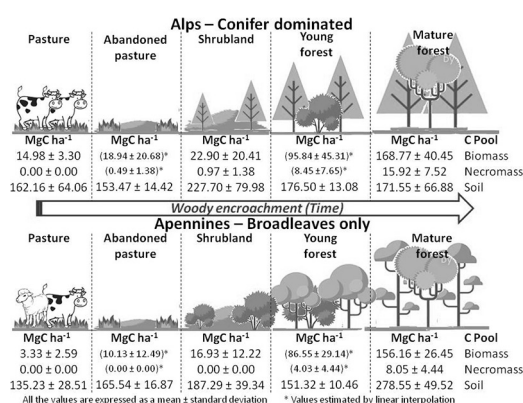 Alps – Conifer dominated
Pasture Abandoned pasture Shrubland Young forest Mature forest
MgC ha⁻¹ MgC ha⁻¹ MgC ha⁻¹ MgC ha⁻¹ MgC ha⁻¹ C Pool
14.98 ± 3.30 (18.94 ± 20.68)* 22.90 ± 20.41 (95.84 ± 45.31)* 168.77 ± 40.45 Biomass
0.00 ± 0.00 (0.49 ± 1.38)* 0.97 ± 1.38 (8.45 ± 7.65)* 15.92 ± 7.52 Necromass
162.16 ± 64.06 153.47 ± 14.42 227.70 ± 79.98 176.50 ± 13.08 171.55 ± 66.88 Soil
Woody encroachment (Time)
Apennines – Broadleaves only
Pasture Abandoned pasture Shrubland Young forest Mature forest
MgC ha⁻¹ MgC ha⁻¹ MgC ha⁻¹ MgC ha⁻¹ MgC ha⁻¹ C Pool
3.33 ± 2.59 (10.13 ± 12.49)* 16.93 ± 12.22 (86.55 ± 29.14)* 156.16 ± 26.45 Biomass
0.00 ± 0.00 (0.00 ± 0.00)* 0.00 ± 0.00 (4.03 ± 4.44)* 8.05 ± 4.44 Necromass
135.23 ± 28.51 165.54 ± 16.87 187.29 ± 39.34 151.32 ± 10.46 278.55 ± 49.52 Soil
All the values are expressed as a mean ± standard deviation * Values estimated by linear interpolation